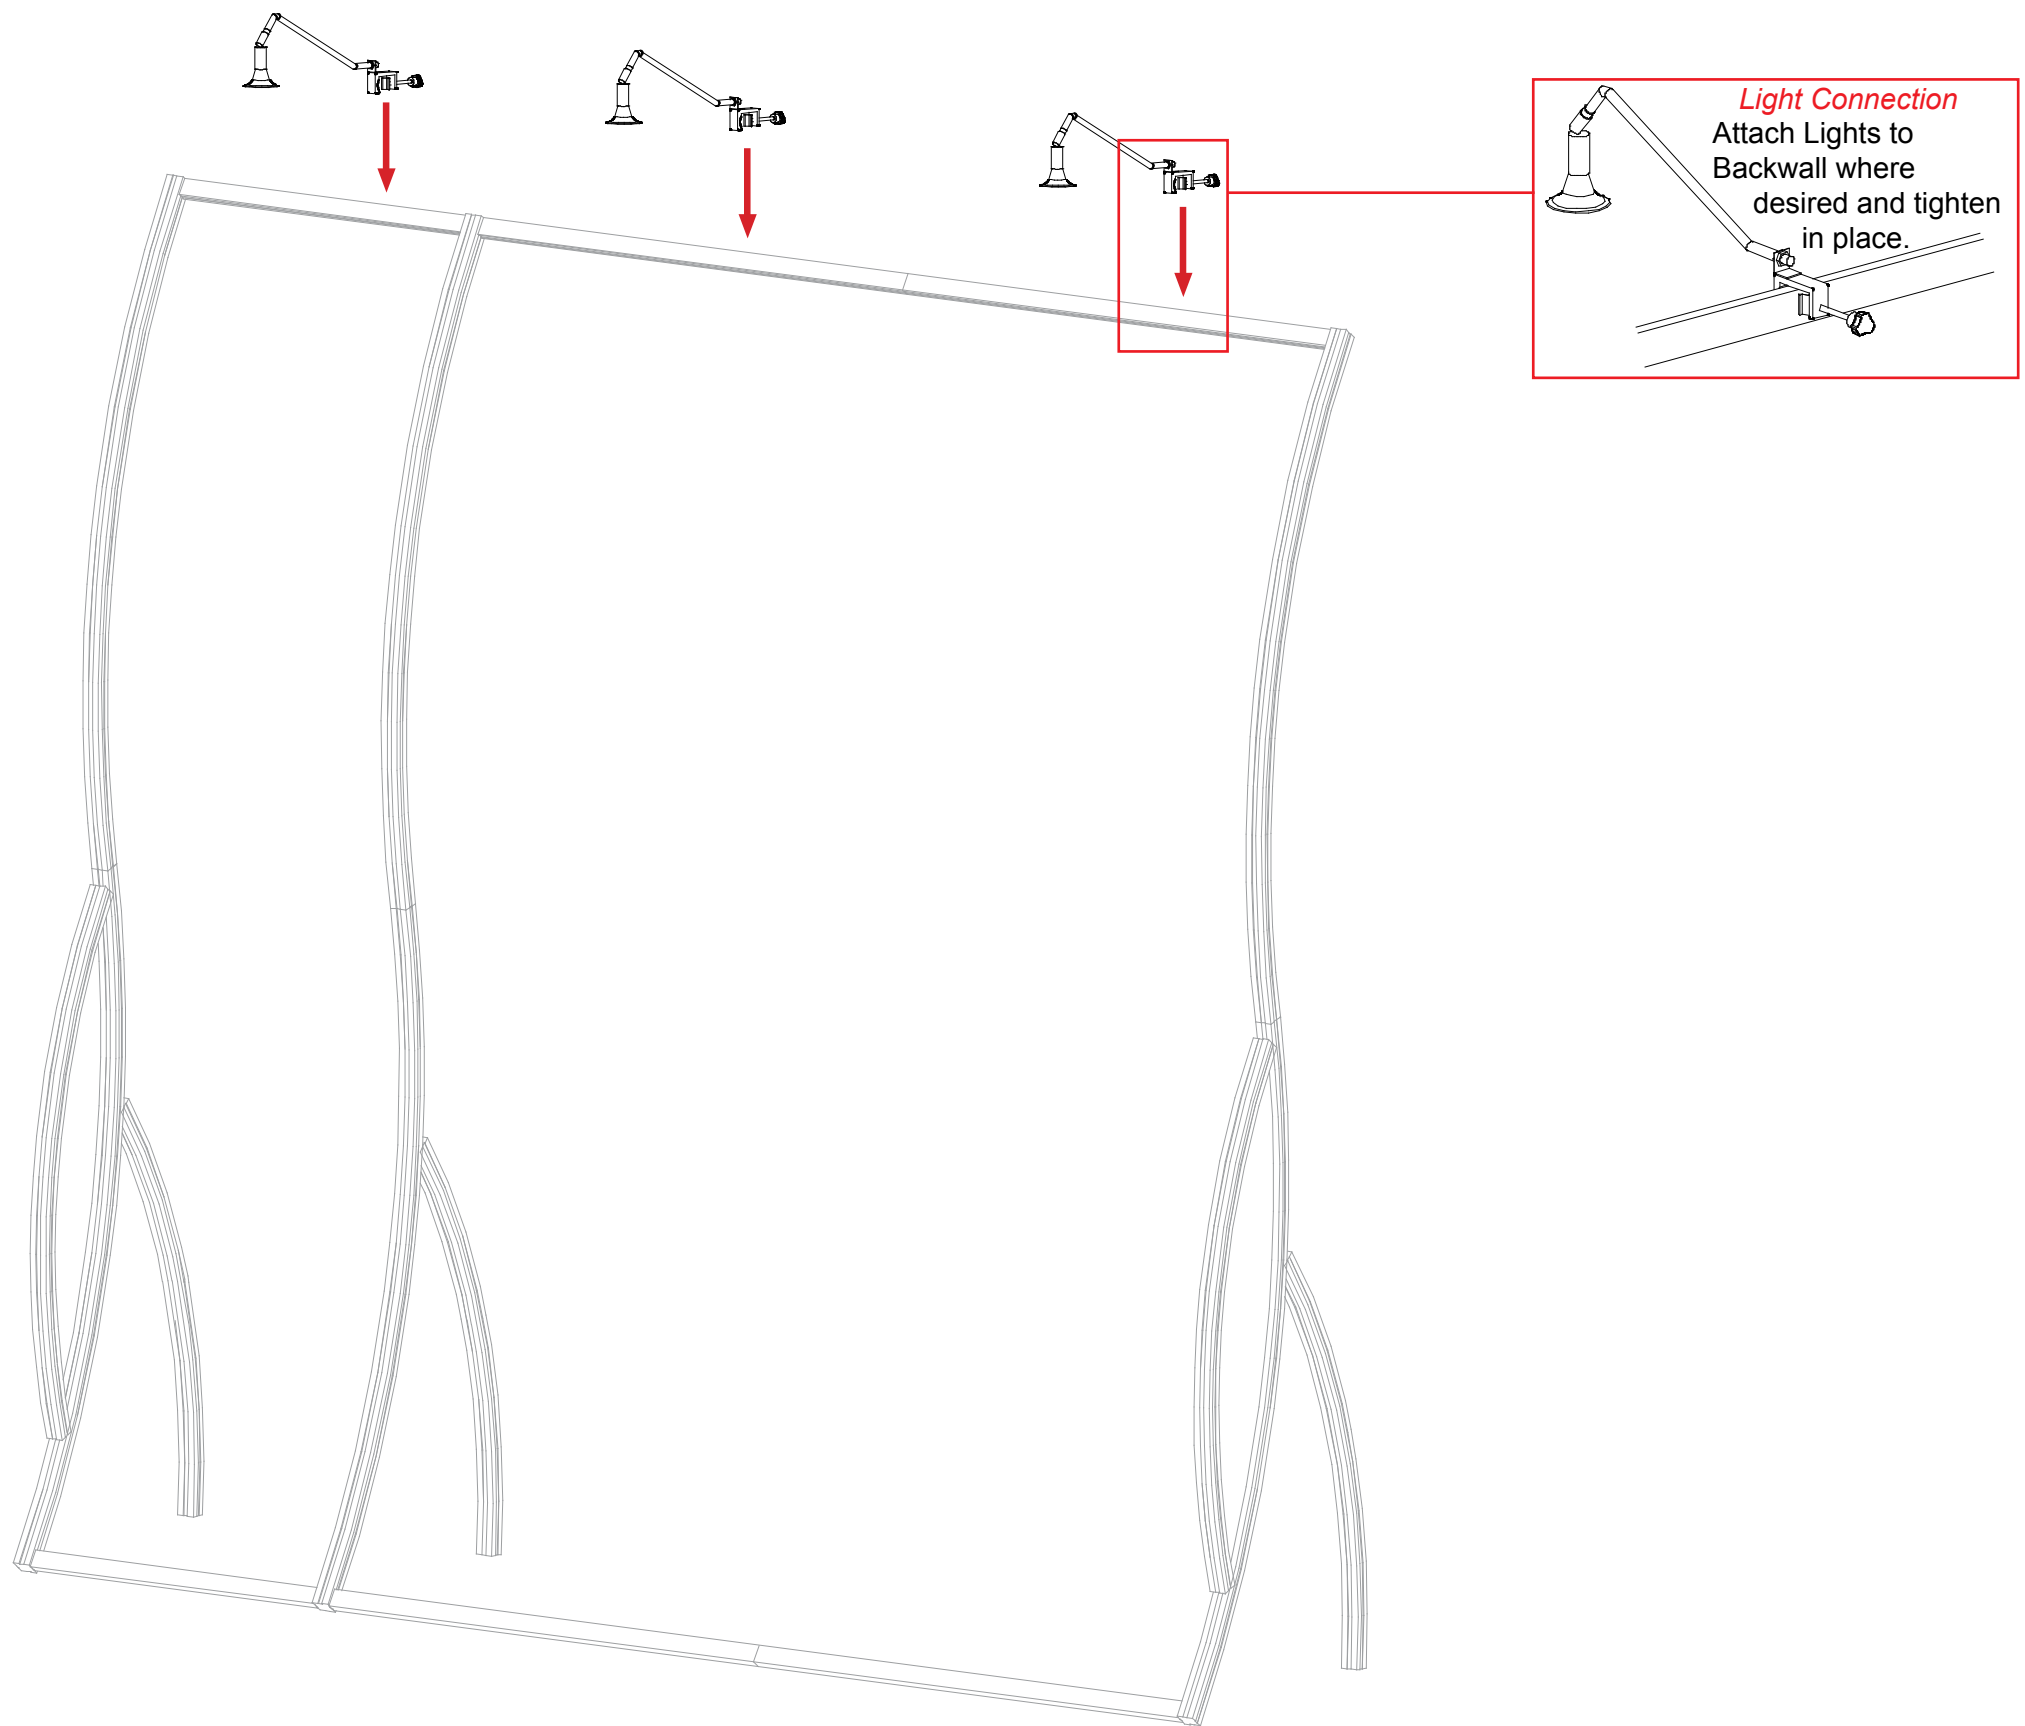 Light Connection
Attach Lights to
Backwall where
desired and tighten
in place.